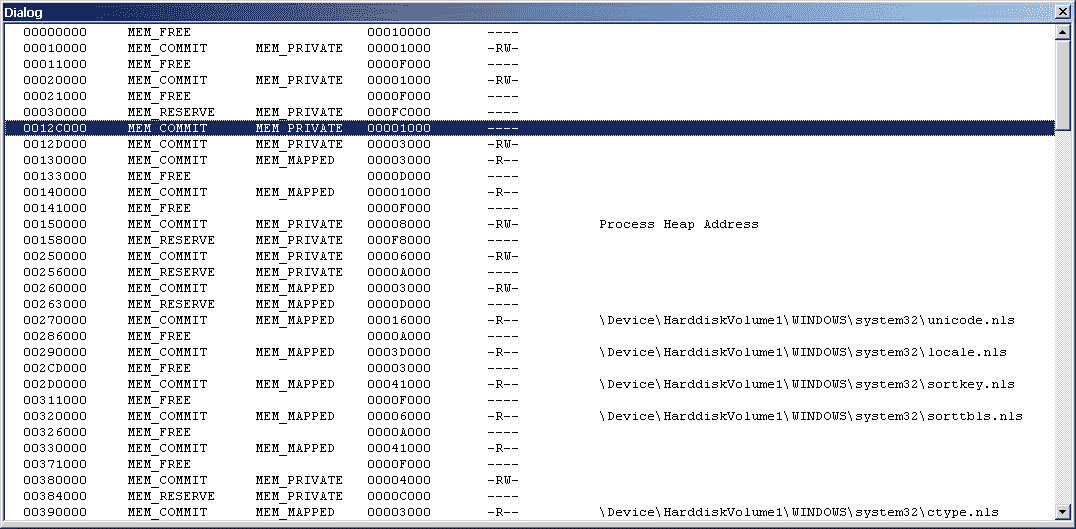 Dialog
00000000 MEM_FREE 00010000 ----
00010000 MEM_COMMIT MEM_PRIVATE 00001000 -RW-
00011000 MEM_FREE 0000F000 ----
00020000 MEM_COMMIT MEM_PRIVATE 00001000 -RW-
00021000 MEM_FREE 0000F000 ----
00030000 MEM_RESERVE MEM_PRIVATE 000FC000 ----
0012C000 MEM_COMMIT MEM_PRIVATE 00001000 ----
0012D000 MEM_COMMIT MEM_PRIVATE 00003000 -RW-
00130000 MEM_COMMIT MEM_MAPPED 00003000 -R--
00133000 MEM_FREE 0000D000 ----
00140000 MEM_COMMIT MEM_MAPPED 00001000 -R--
00141000 MEM_FREE 0000F000 ----
00150000 MEM_COMMIT MEM_PRIVATE 00008000 -RW- Process Heap Address
00158000 MEM_RESERVE MEM_PRIVATE 000F8000 ----
00250000 MEM_COMMIT MEM_PRIVATE 00006000 -RW-
00256000 MEM_RESERVE MEM_PRIVATE 0000A000 ----
00260000 MEM_COMMIT MEM_MAPPED 00003000 -RW-
00263000 MEM_RESERVE MEM_MAPPED 0000D000 ----
00270000 MEM_COMMIT MEM_MAPPED 00016000 -R-- \Device\HarddiskVolume1\WINDOWS\system32\unicode.nls
00286000 MEM_FREE 0000A000 ----
00290000 MEM_COMMIT MEM_MAPPED 0003D000 -R-- \Device\HarddiskVolume1\WINDOWS\system32\locale.nls
002CD000 MEM_FREE 00003000 ----
002D0000 MEM_COMMIT MEM_MAPPED 00041000 -R-- \Device\HarddiskVolume1\WINDOWS\system32\sortkey.nls
00311000 MEM_FREE 0000F000 ----
00320000 MEM_COMMIT MEM_MAPPED 00006000 -R-- \Device\HarddiskVolume1\WINDOWS\system32\sorttbls.nls
00326000 MEM_FREE 0000A000 ----
00330000 MEM_COMMIT MEM_MAPPED 00041000 -R--
00371000 MEM_FREE 0000F000 ----
00380000 MEM_COMMIT MEM_PRIVATE 00004000 -RW-
00384000 MEM_RESERVE MEM_PRIVATE 0000C000 ----
00390000 MEM_COMMIT MEM_MAPPED 00003000 -R-- \Device\HarddiskVolume1\WINDOWS\system32\ctype.nls